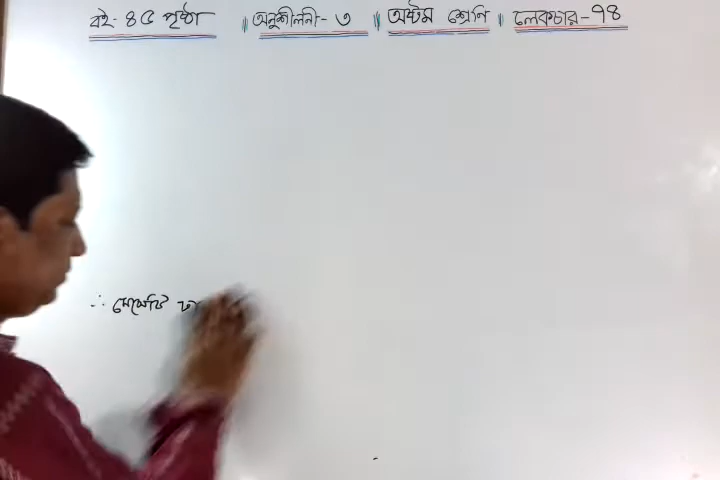 বই- ৪৫ পৃষ্ঠা || অনুশীলনী- ৩ || অষ্টম শ্রেণি || লেকচার-৭৪
∴ মেঝেটি